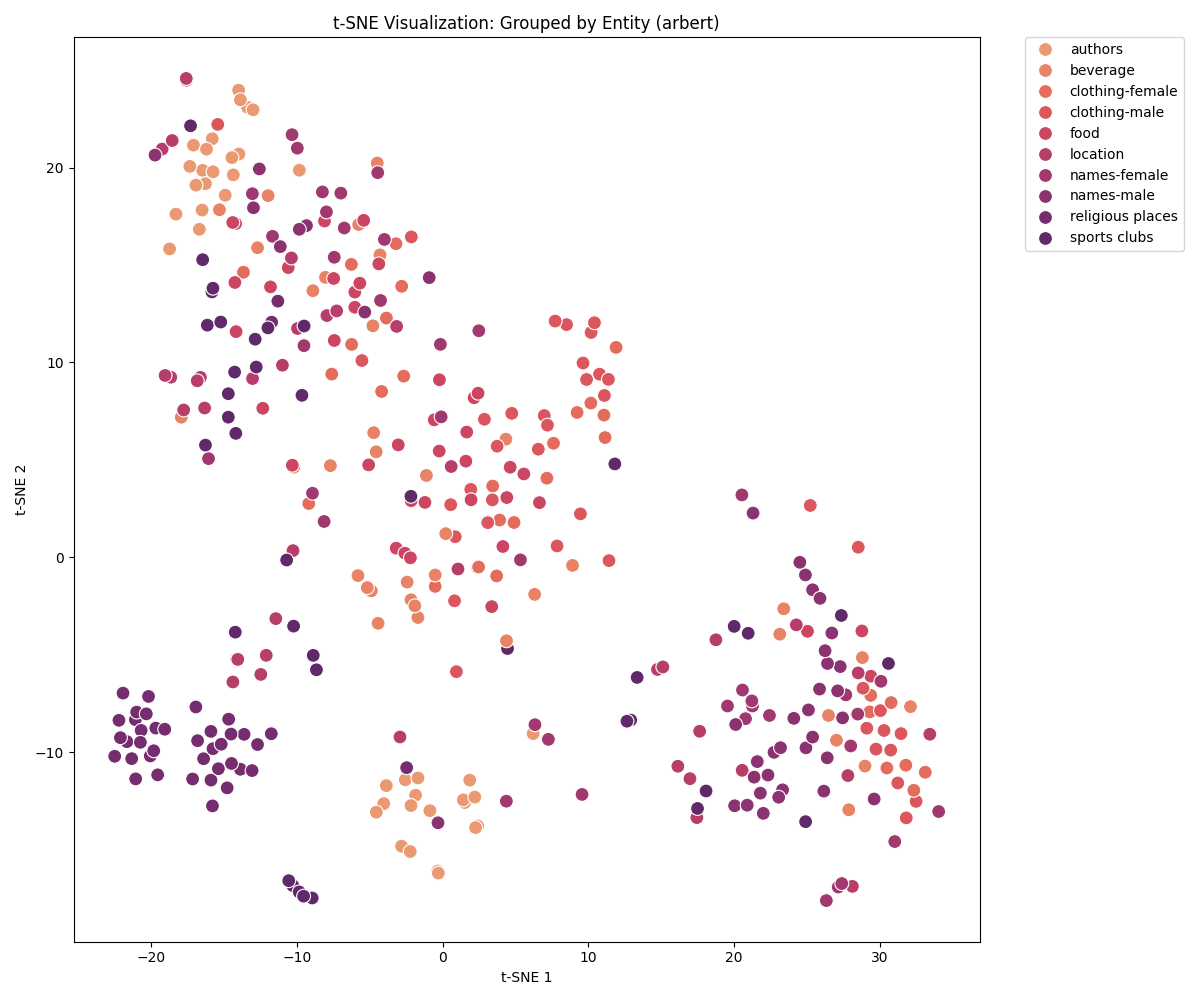 t-SNE Visualization: Grouped by Entity (arbert)
authors
beverage
clothing-female
clothing-male
food
location
names-female
names-male
religious places
sports clubs
t-SNE 2
20
10
0
−10
−20
−10
0
10
20
30
t-SNE 1